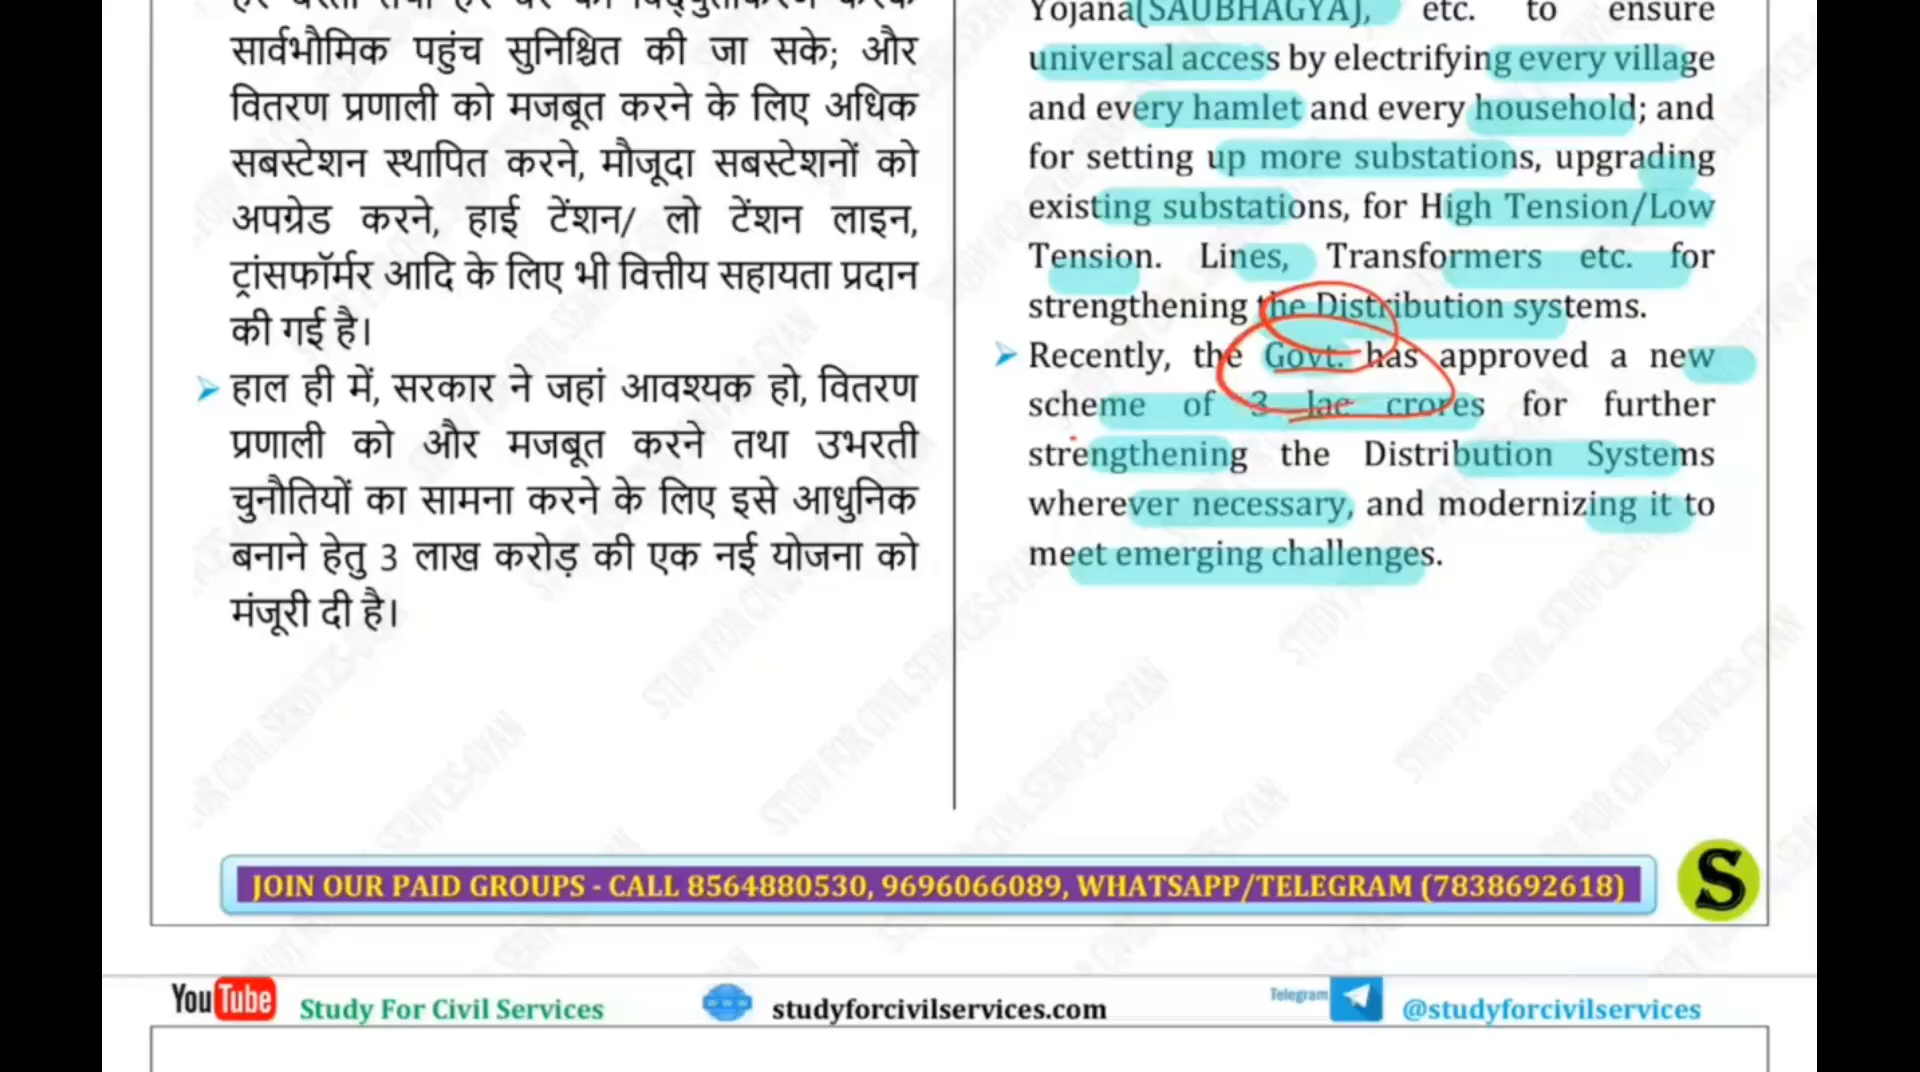 सार्वभौमिक पहुंच सुनिश्चित की जा सके; और
वितरण प्रणाली को मजबूत करने के लिए अधिक
सबस्टेशन स्थापित करने, मौजूदा सबस्टेशनों को
अपग्रेड करने, हाई टेंशन/ लो टेंशन लाइन,
ट्रांसफॉर्मर आदि के लिए भी वित्तीय सहायता प्रदान
की गई है।
➤ हाल ही में, सरकार ने जहां आवश्यक हो, वितरण
प्रणाली को और मजबूत करने तथा उभरती
चुनौतियों का सामना करने के लिए इसे आधुनिक
बनाने हेतु 3 लाख करोड़ की एक नई योजना को
मंजूरी दी है।
Yojana(SAUBHAGYA), etc. to ensure
universal access by electrifying every village
and every hamlet and every household; and
for setting up more substations, upgrading
existing substations, for High Tension/Low
Tension. Lines, Transformers etc. for
strengthening the Distribution systems.
➤ Recently, the Govt. has approved a new
scheme of 3 lac crores for further
strengthening the Distribution Systems
wherever necessary, and modernizing it to
meet emerging challenges.
JOIN OUR PAID GROUPS - CALL 8564880530, 9696066089, WHATSAPP/TELEGRAM (7838692618)
S
YouTube Study For Civil Services www studyforcivilservices.com Telegram @studyforcivilservices
STUDY FOR CIVIL SERVICES-GYAN